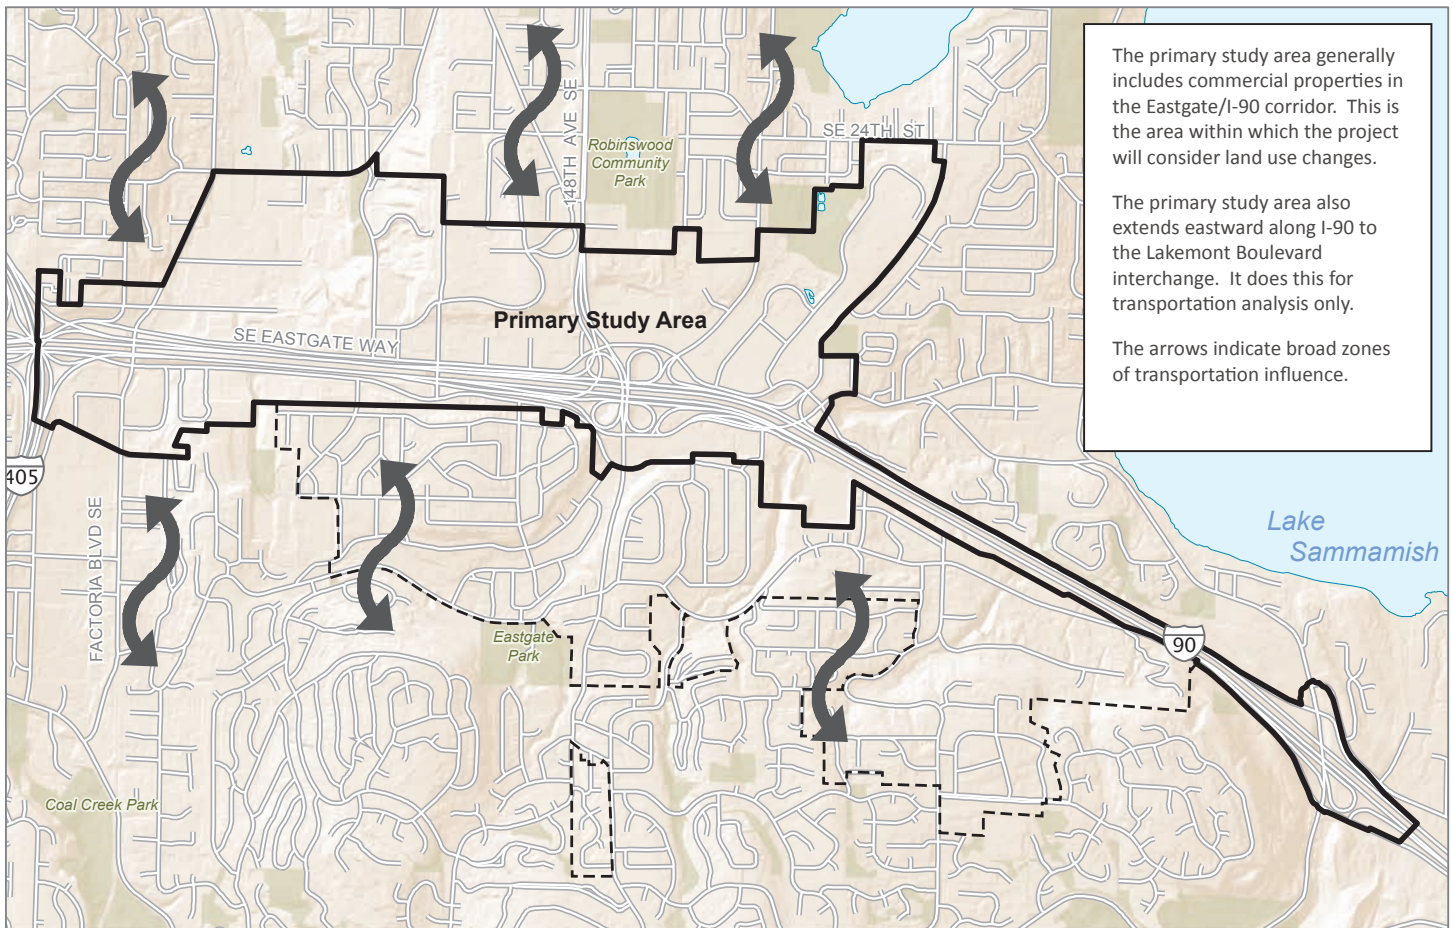 The primary study area generally
includes commercial properties in
the Eastgate/I-90 corridor.  This is
the area within which the project
will consider land use changes.
The primary study area also
extends eastward along I-90 to
the Lakemont Boulevard
interchange.  It does this for
transportation analysis only.
The arrows indicate broad zones
of transportation influence.
148TH AVE SE
SE 24TH ST
Robinswood
Community
Park
Primary Study Area
SE EASTGATE WAY
405
FACTORIA BLVD SE
Lake
Sammamish
Eastgate
Park
90
Coal Creek Park